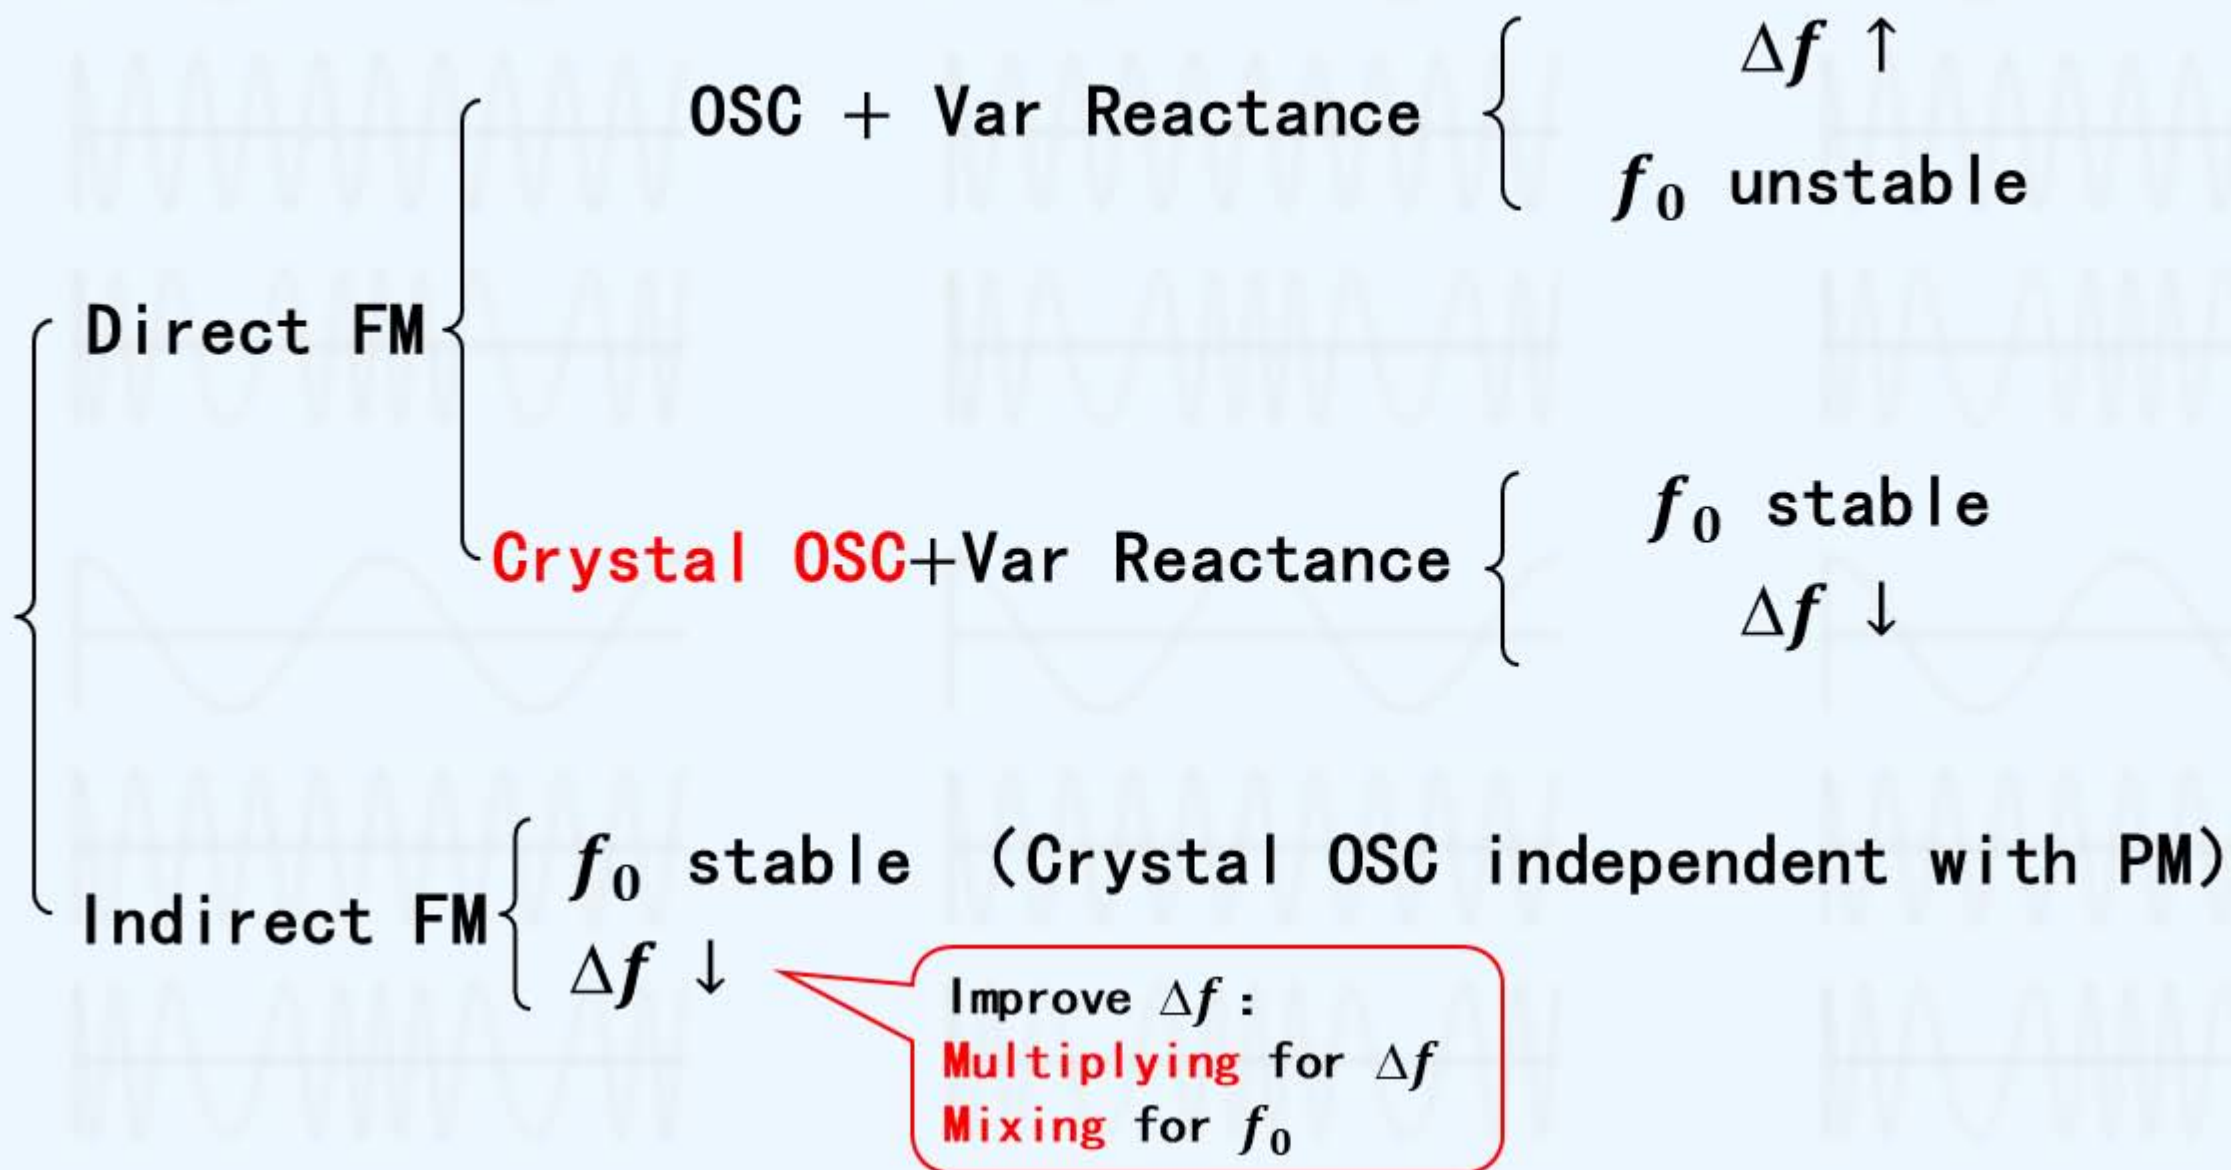 OSC + Var Reactance
Δf ↑
f₀ unstable
Direct FM
Crystal OSC+Var Reactance
f₀ stable
Δf ↓
Indirect FM
f₀ stable (Crystal OSC independent with PM)
Δf ↓
Improve Δf :
Multiplying for Δf
Mixing for f₀